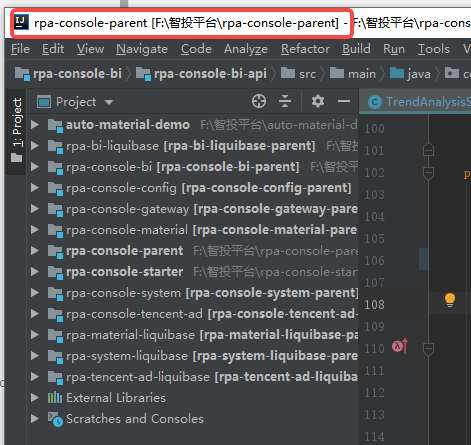 rpa-console-parent [F:\智投平台\rpa-console-parent] - F:\智投平台\rpa-cons
File Edit View Navigate Code Analyze Refactor Build Run Tools
rpa-console-bi rpa-console-bi-api src main java
1: Project
Project
TrendAnalysisS
auto-material-demo F:\智投平台\auto-material-d
rpa-bi-liquibase [rpa-bi-liquibase-parent]
rpa-console-bi [rpa-console-bi-parent] F:\智
rpa-console-config [rpa-console-config-parent]
rpa-console-gateway [rpa-console-gateway-pare
rpa-console-material [rpa-console-material-pare
rpa-console-parent F:\智投平台\rpa-console-pare
rpa-console-starter F:\智投平台\rpa-console-star
rpa-console-system [rpa-console-system-parent]
rpa-console-tencent-ad [rpa-console-tencent-ad-
rpa-material-liquibase [rpa-material-liquibase-pa
rpa-system-liquibase [rpa-system-liquibase-paren
rpa-tencent-ad-liquibase [rpa-tencent-ad-liquiba
External Libraries
Scratches and Consoles
100
101
102
103
104
105
106
107
108
109
110
111
112
113
114
p